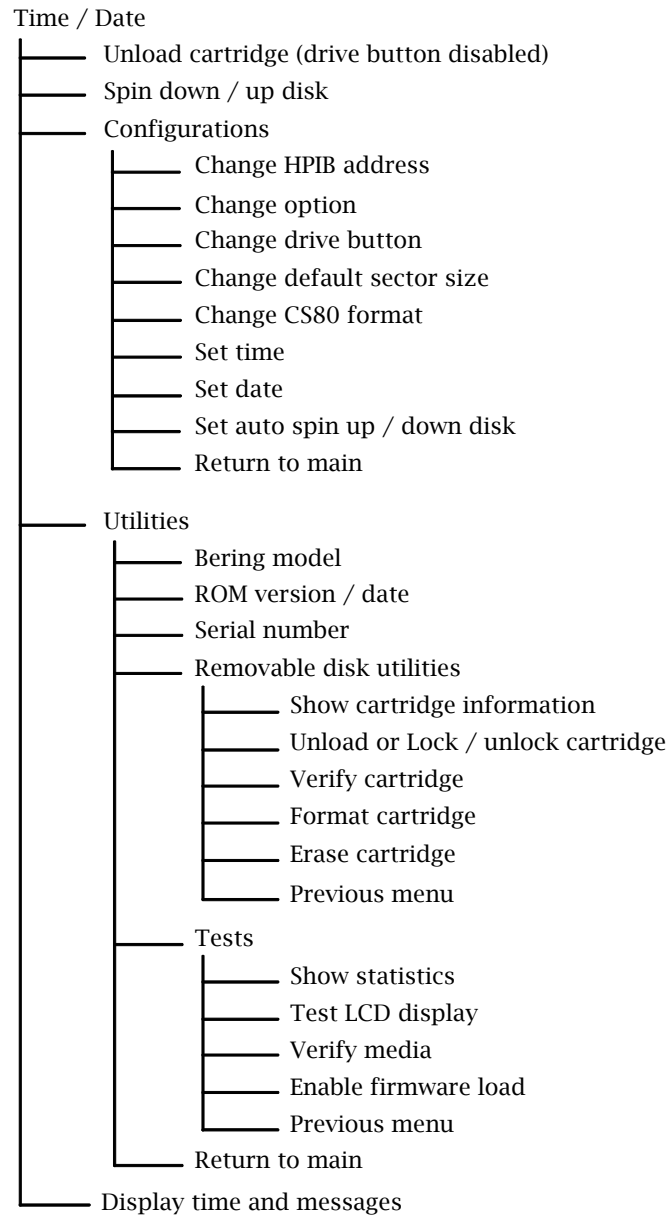 Time / Date
Unload cartridge (drive button disabled)
Spin down / up disk
Configurations
Change HPIB address
Change option
Change drive button
Change default sector size
Change CS80 format
Set time
Set date
Set auto spin up / down disk
Return to main
Utilities
Bering model
ROM version / date
Serial number
Removable disk utilities
Show cartridge information
Unload or Lock / unlock cartridge
Verify cartridge
Format cartridge
Erase cartridge
Previous menu
Tests
Show statistics
Test LCD display
Verify media
Enable firmware load
Previous menu
Return to main
Display time and messages